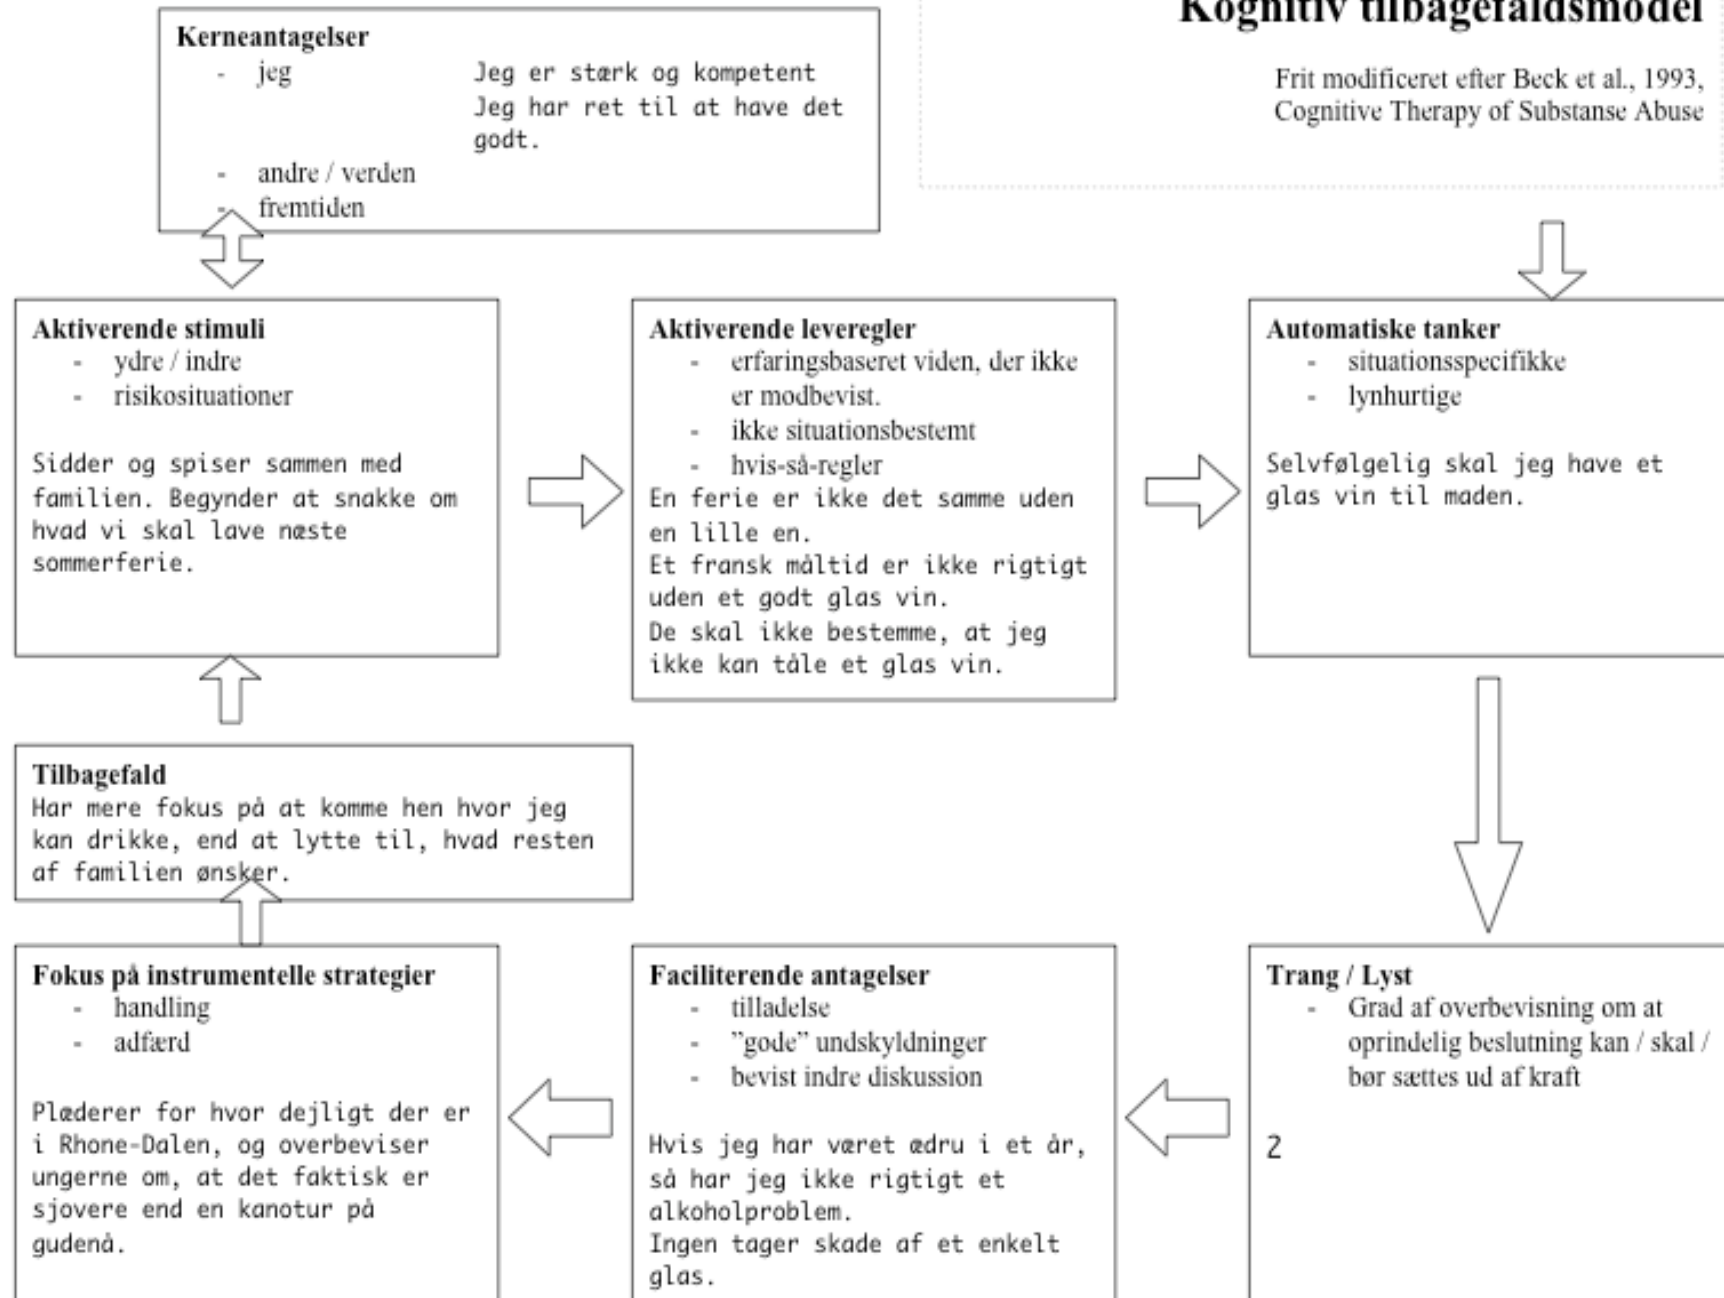 Kognitiv tilbagefaldsmodel
Frit modificeret efter Beck et al., 1993,
Cognitive Therapy of Substanse Abuse
Kerneantagelser
- jeg Jeg er stærk og kompetent
Jeg har ret til at have det
godt.
- andre / verden
- fremtiden
Aktiverende stimuli
- ydre / indre
- risikosituationer
Sidder og spiser sammen med
familien. Begynder at snakke om
hvad vi skal lave næste
sommerferie.
Aktiverende leveregler
- erfaringsbaseret viden, der ikke
er modbevist.
- ikke situationsbestemt
- hvis-så-regler
En ferie er ikke det samme uden
en lille en.
Et fransk måltid er ikke rigtigt
uden et godt glas vin.
De skal ikke bestemme, at jeg
ikke kan tåle et glas vin.
Automatiske tanker
- situationsspecifikke
- lynhurtige
Selvfølgelig skal jeg have et
glas vin til maden.
Tilbagefald
Har mere fokus på at komme hen hvor jeg
kan drikke, end at lytte til, hvad resten
af familien ønsker.
Fokus på instrumentelle strategier
- handling
- adfærd
Plæderer for hvor dejligt der er
i Rhone-Dalen, og overbeviser
ungerne om, at det faktisk er
sjovere end en kanotur på
gudenå.
Faciliterende antagelser
- tilladelse
- ”gode” undskyldninger
- bevist indre diskussion
Hvis jeg har været ædru i et år,
så har jeg ikke rigtigt et
alkoholproblem.
Ingen tager skade af et enkelt
glas.
Trang / Lyst
- Grad af overbevisning om at
oprindelig beslutning kan / skal /
bør sættes ud af kraft
2